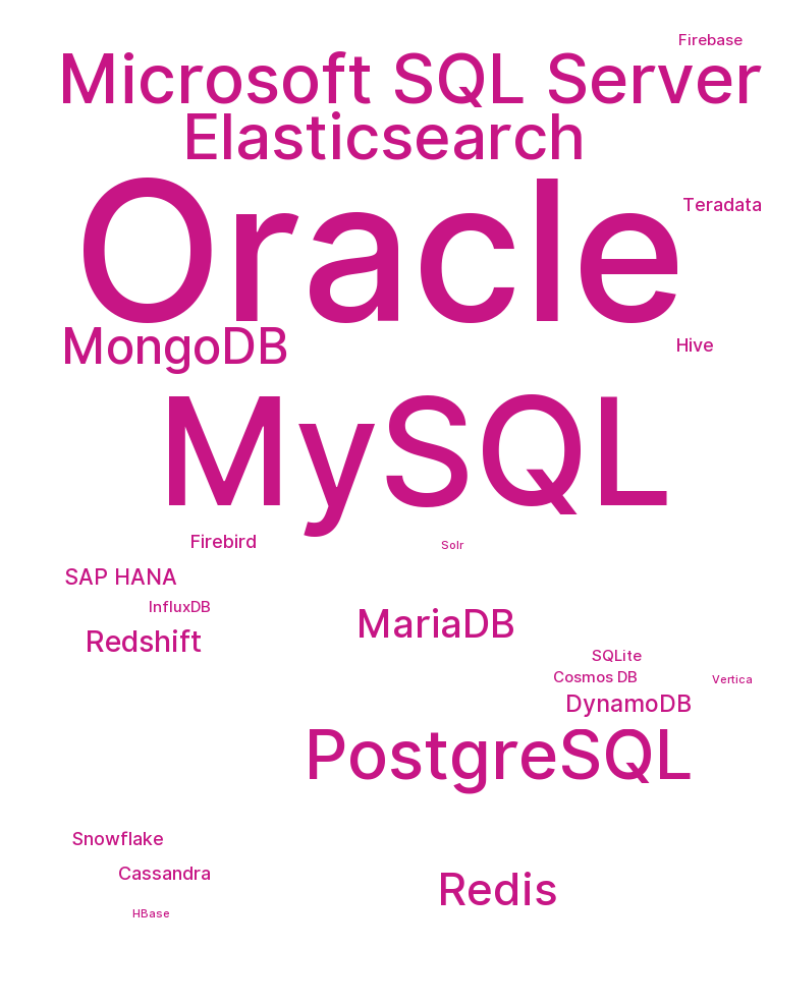 Firebase
Microsoft SQL Server
Elasticsearch
Oracle
Teradata
MongoDB
Hive
MySQL
Firebird
Solr
SAP HANA
InfluxDB
MariaDB
Redshift
SQLite
Cosmos DB
Vertica
DynamoDB
PostgreSQL
Snowflake
Cassandra
Redis
HBase